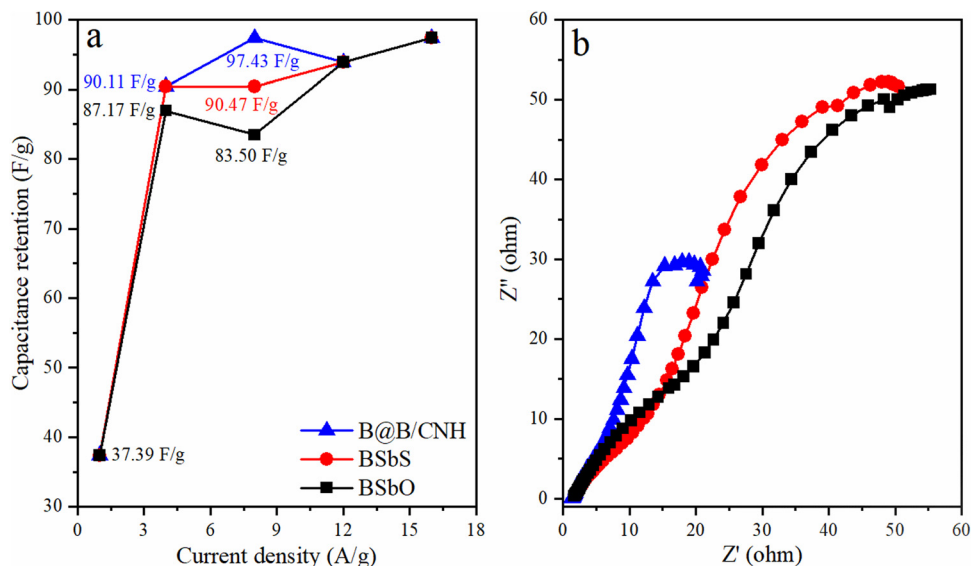 a
Capacitance retention (F/g)
100
90
80
70
60
50
40
30
97.43 F/g
90.11 F/g
90.47 F/g
87.17 F/g
83.50 F/g
37.39 F/g
B@B/CNH
BSbS
BSbO
0 3 6 9 12 15 18
Current density (A/g)
b
Z'' (ohm)
60
50
40
30
20
10
0
0 10 20 30 40 50 60
Z' (ohm)